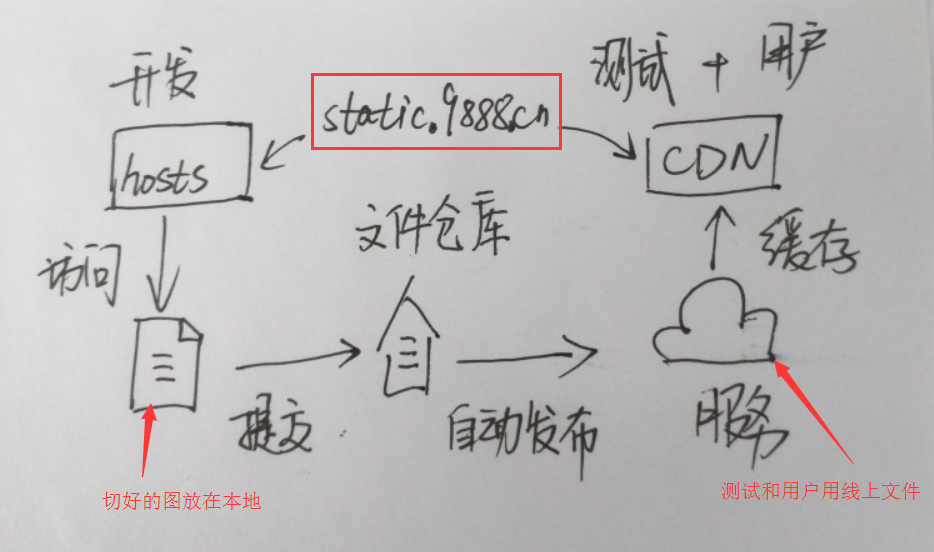 测试 + 用户
开发
static.9888.cn
hosts
CDN
文件仓库
访问
缓存
提交
自动发布
服务
切好的图放在本地
测试和用户用线上文件